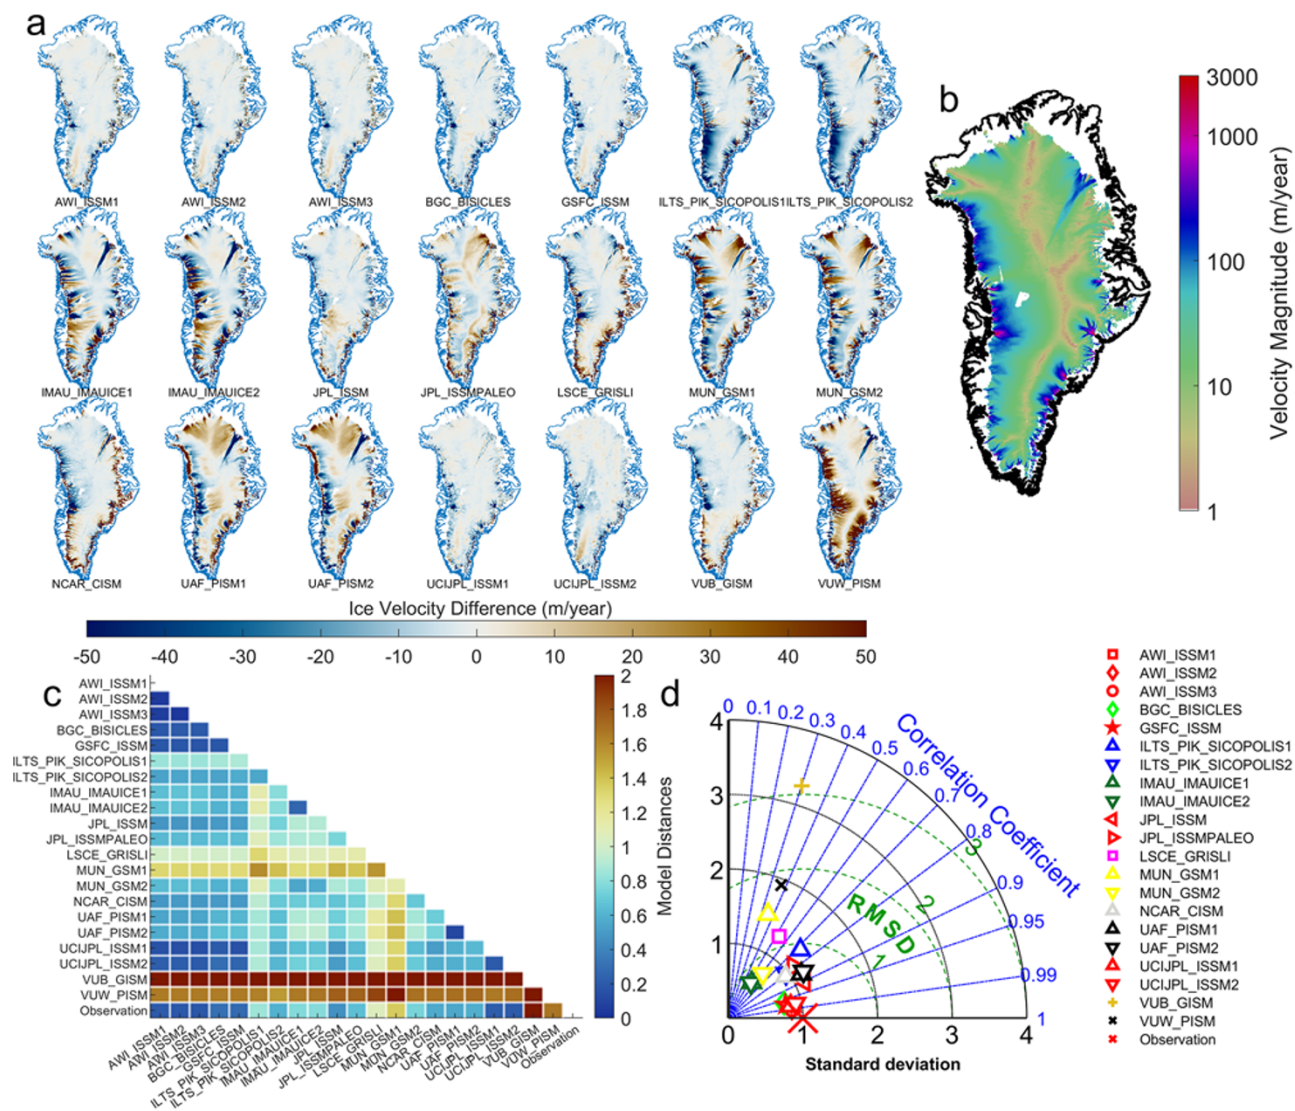 a
AWI_ISSM1 AWI_ISSM2 AWI_ISSM3 BGC_BISICLES GSFC_ISSM ILTS_PIK_SICOPOLIS1 ILTS_PIK_SICOPOLIS2
IMAU_IMAUICE1 IMAU_IMAUICE2 JPL_ISSM JPL_ISSMPALEO LSCE_GRISLI MUN_GSM1 MUN_GSM2
NCAR_CISM UAF_PISM1 UAF_PISM2 UCIJPL_ISSM1 UCIJPL_ISSM2 VUB_GISM VUW_PISM
Ice Velocity Difference (m/year)
-50 -40 -30 -20 -10 0 10 20 30 40 50
b
3000
1000
100
10
1
Velocity Magnitude (m/year)
c
AWI_ISSM1
AWI_ISSM2
AWI_ISSM3
BGC_BISICLES
GSFC_ISSM
ILTS_PIK_SICOPOLIS1
ILTS_PIK_SICOPOLIS2
IMAU_IMAUICE1
IMAU_IMAUICE2
JPL_ISSM
JPL_ISSMPALEO
LSCE_GRISLI
MUN_GSM1
MUN_GSM2
NCAR_CISM
UAF_PISM1
UAF_PISM2
UCIJPL_ISSM1
UCIJPL_ISSM2
VUB_GISM
VUW_PISM
Observation
AWI_ISSM1
AWI_ISSM2
AWI_ISSM3
BGC_BISICLES
GSFC_ISSM
ILTS_PIK_SICOPOLIS1
ILTS_PIK_SICOPOLIS2
IMAU_IMAUICE1
IMAU_IMAUICE2
JPL_ISSM
JPL_ISSMPALEO
LSCE_GRISLI
MUN_GSM1
MUN_GSM2
NCAR_CISM
UAF_PISM1
UAF_PISM2
UCIJPL_ISSM1
UCIJPL_ISSM2
VUB_GISM
VUW_PISM
Observation
2
1.8
1.6
1.4
1.2
1
0.8
0.6
0.4
0.2
0
Model Distances
d
4
3
2
1
0
0 1 2 3 4
Standard deviation
0 0.1 0.2 0.3 0.4 0.5 0.6 0.7 0.8 0.9 0.95 0.99 1
Correlation Coefficient
RMSD
1
2
3
AWI_ISSM1
AWI_ISSM2
AWI_ISSM3
BGC_BISICLES
GSFC_ISSM
ILTS_PIK_SICOPOLIS1
ILTS_PIK_SICOPOLIS2
IMAU_IMAUICE1
IMAU_IMAUICE2
JPL_ISSM
JPL_ISSMPALEO
LSCE_GRISLI
MUN_GSM1
MUN_GSM2
NCAR_CISM
UAF_PISM1
UAF_PISM2
UCIJPL_ISSM1
UCIJPL_ISSM2
VUB_GISM
VUW_PISM
Observation